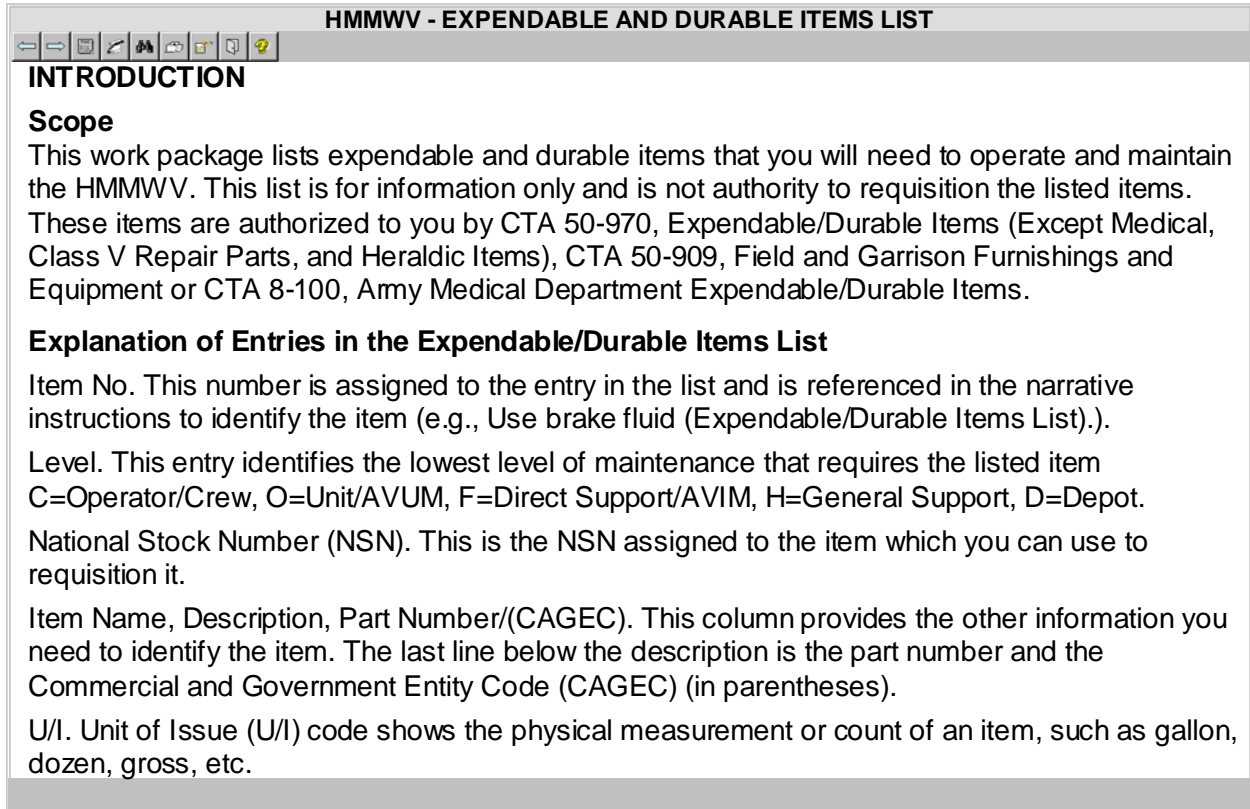 HMMWV - EXPENDABLE AND DURABLE ITEMS LIST
INTRODUCTION
Scope
This work package lists expendable and durable items that you will need to operate and maintain
the HMMWV. This list is for information only and is not authority to requisition the listed items.
These items are authorized to you by CTA 50-970, Expendable/Durable Items (Except Medical,
Class V Repair Parts, and Heraldic Items), CTA 50-909, Field and Garrison Furnishings and
Equipment or CTA 8-100, Army Medical Department Expendable/Durable Items.
Explanation of Entries in the Expendable/Durable Items List
Item No. This number is assigned to the entry in the list and is referenced in the narrative
instructions to identify the item (e.g., Use brake fluid (Expendable/Durable Items List).).
Level. This entry identifies the lowest level of maintenance that requires the listed item
C=Operator/Crew, O=Unit/AVUM, F=Direct Support/AVIM, H=General Support, D=Depot.
National Stock Number (NSN). This is the NSN assigned to the item which you can use to
requisition it.
Item Name, Description, Part Number/(CAGEC). This column provides the other information you
need to identify the item. The last line below the description is the part number and the
Commercial and Government Entity Code (CAGEC) (in parentheses).
U/I. Unit of Issue (U/I) code shows the physical measurement or count of an item, such as gallon,
dozen, gross, etc.